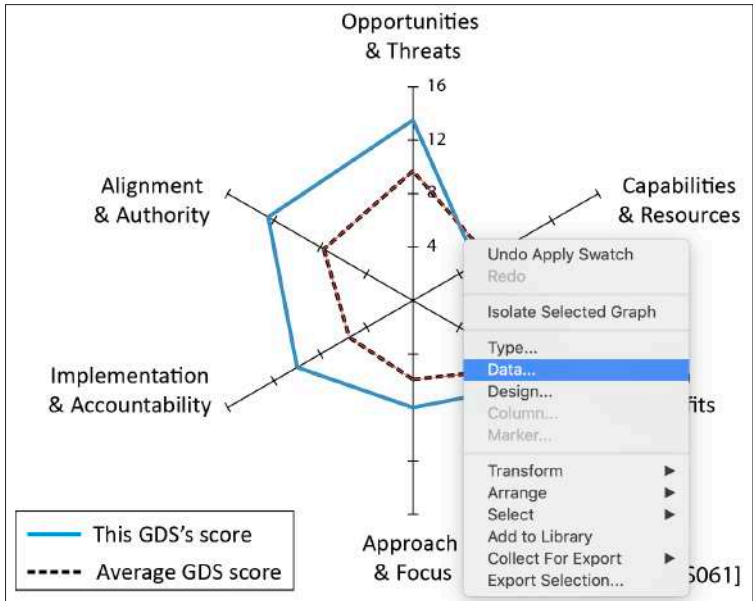 Opportunities
& Threats
16
12
8
4
Alignment
& Authority
Capabilities
& Resources
Undo Apply Swatch
Redo
Isolate Selected Graph
Type...
Data...
Design...
Column...
Marker...
Transform
Arrange
Select
Add to Library
Collect For Export
Export Selection...
Implementation
& Accountability
fits
Approach
& Focus
This GDS's score
Average GDS score
S061]